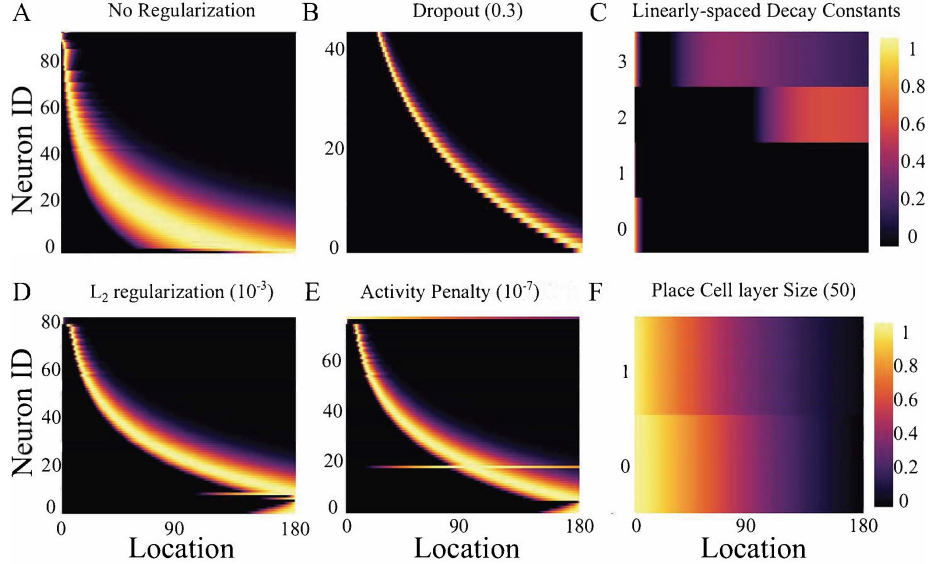 A No Regularization
B Dropout (0.3)
C Linearly-spaced Decay Constants
Neuron ID
80
60
40
20
0
40
20
0
3
2
1
0
1
0.8
0.6
0.4
0.2
0
D L2 regularization (10-3)
E Activity Penalty (10-7)
F Place Cell layer Size (50)
Neuron ID
80
60
40
20
0
60
40
20
0
1
0
1
0.8
0.6
0.4
0.2
0
0 90 180
0 90 180
0 90 180
Location
Location
Location